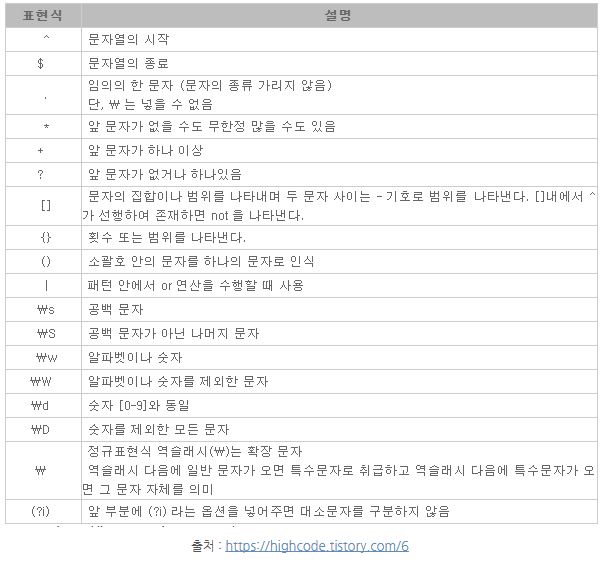 표현식 설명
^ 문자열의 시작
$ 문자열의 종료
. 임의의 한 문자 (문자의 종류 가리지 않음)
단, ₩ 는 넣을 수 없음
* 앞 문자가 없을 수도 무한정 많을 수도 있음
+ 앞 문자가 하나 이상
? 앞 문자가 없거나 하나있음
[] 문자의 집합이나 범위를 나타내며 두 문자 사이는 - 기호로 범위를 나타낸다. []내에서 ^
가 선행하여 존재하면 not 을 나타낸다.
{} 횟수 또는 범위를 나타낸다.
() 소괄호 안의 문자를 하나의 문자로 인식
| 패턴 안에서 or 연산을 수행할 때 사용
₩s 공백 문자
₩S 공백 문자가 아닌 나머지 문자
₩w 알파벳이나 숫자
₩W 알파벳이나 숫자를 제외한 문자
₩d 숫자 [0-9]와 동일
₩D 숫자를 제외한 모든 문자
정규표현식 역슬래시(₩)는 확장 문자
₩ 역슬래시 다음에 일반 문자가 오면 특수문자로 취급하고 역슬래시 다음에 특수문자가 오
면 그 문자 자체를 의미
(?i) 앞 부분에 (?i) 라는 옵션을 넣어주면 대소문자를 구분하지 않음
출처 : https://highcode.tistory.com/6